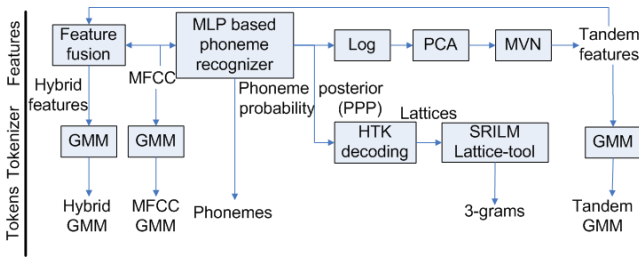 Features
Tokenizer
Tokens
Feature
fusion
MFCC
MLP based
phoneme
recognizer
Log
PCA
MVN
Tandem
features
Hybrid
features
Phoneme posterior
probability (PPP)
Lattices
GMM
GMM
HTK
decoding
SRILM
Lattice-tool
GMM
Hybrid
GMM
MFCC
GMM
Phonemes
3-grams
Tandem
GMM